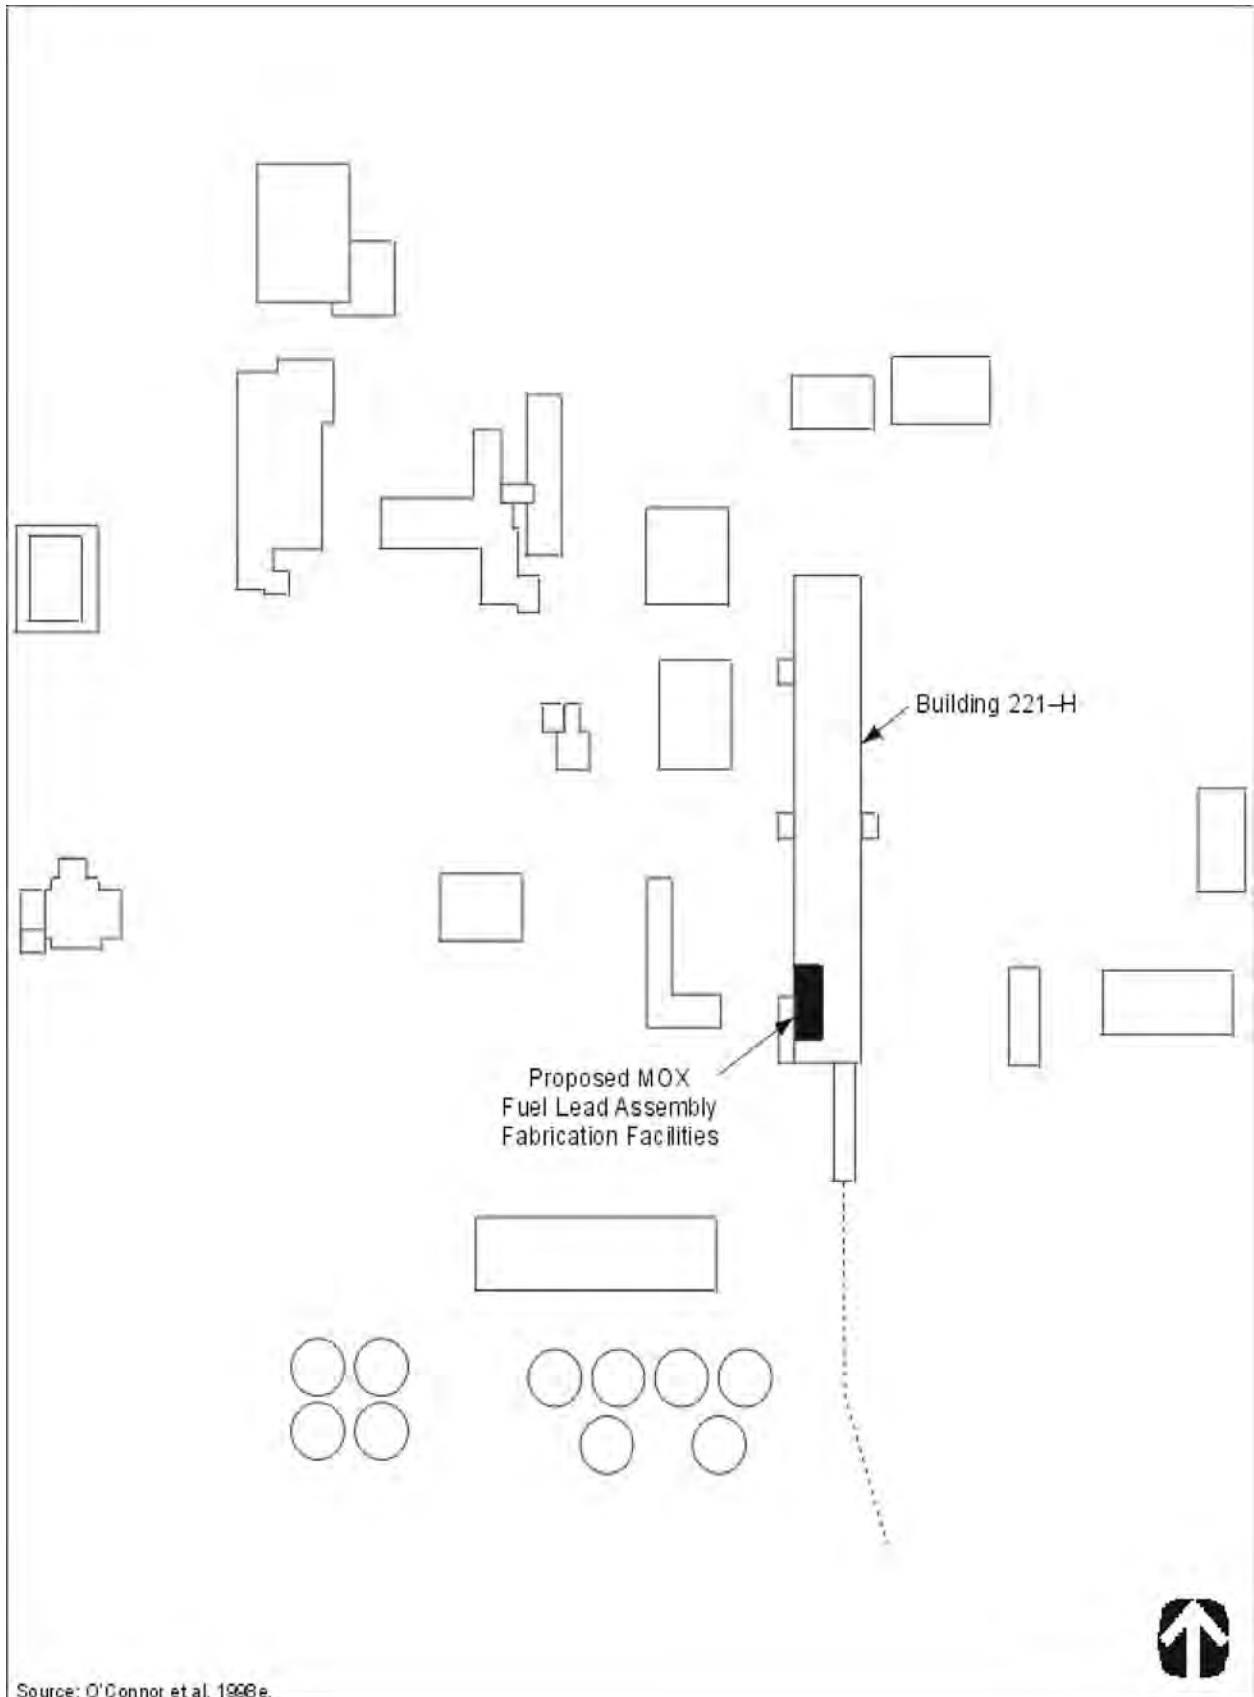 Building 221–H
Proposed MOX
Fuel Lead Assembly
Fabrication Facilities
Source: O'Connor et al. 1998e.